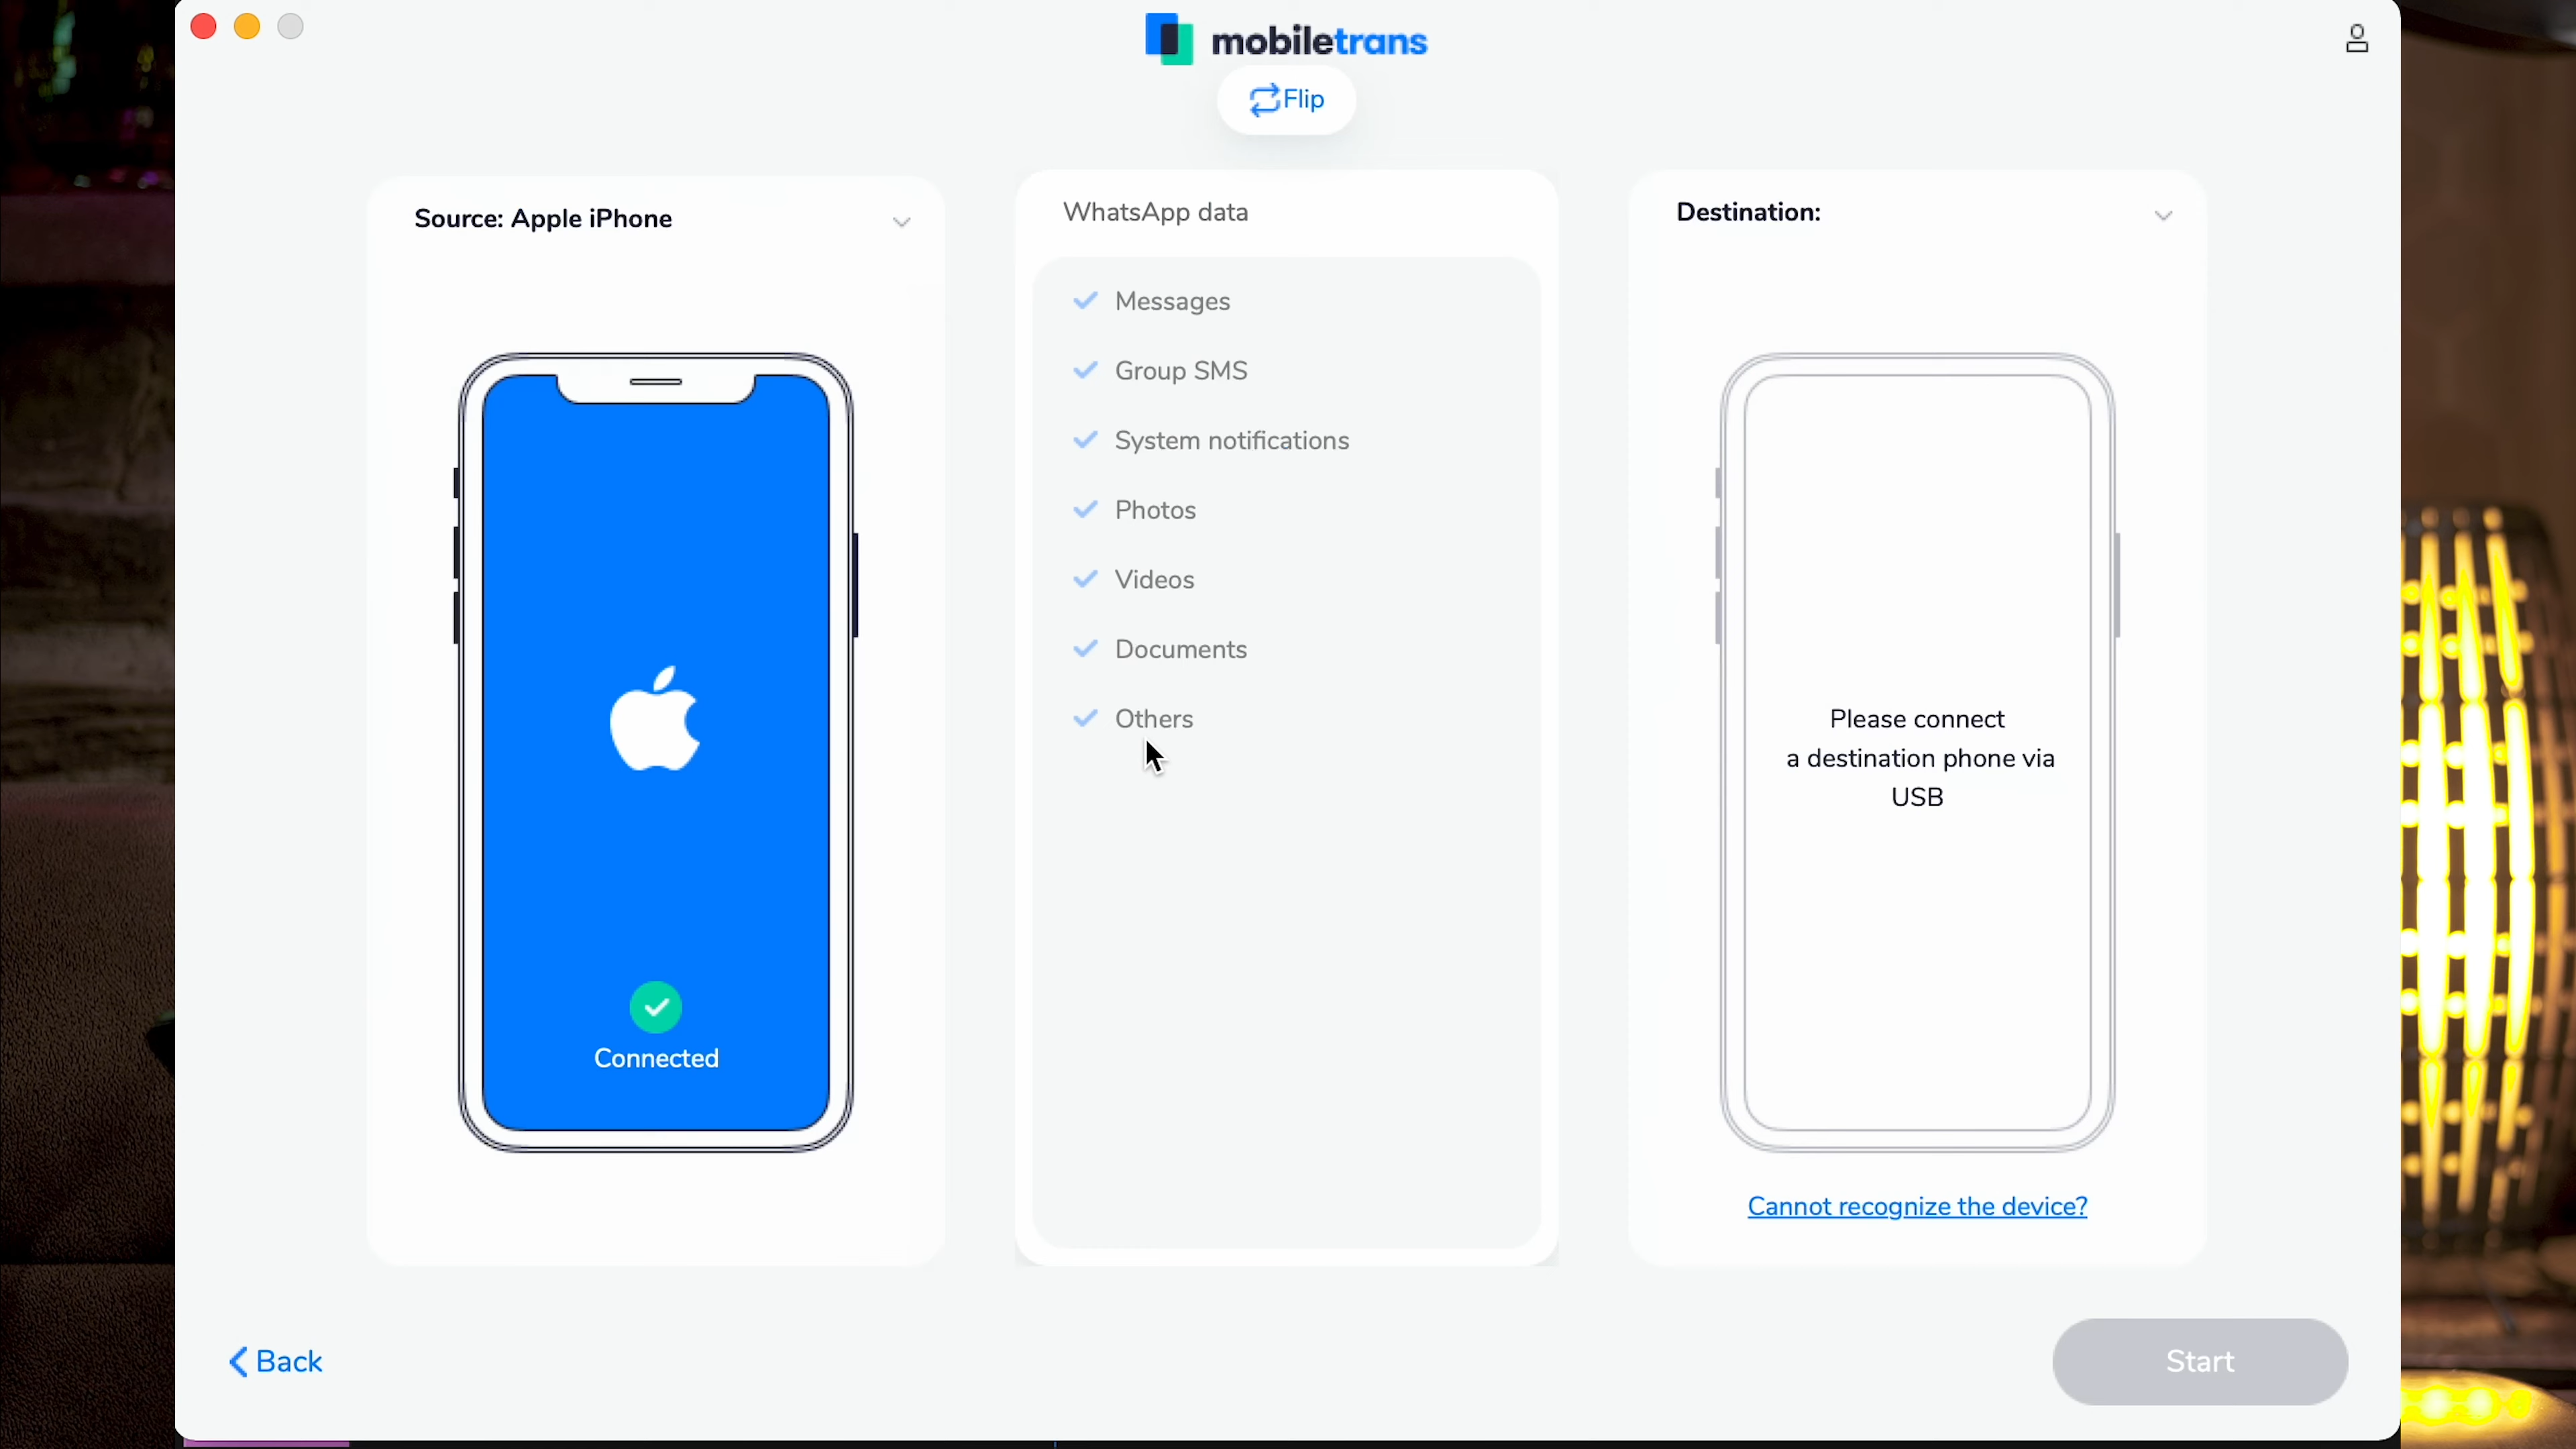 mobiletrans
Flip
Source: Apple iPhone
Connected
WhatsApp data
Messages
Group SMS
System notifications
Photos
Videos
Documents
Others
Destination:
Please connect
a destination phone via
USB
Cannot recognize the device?
Back
Start